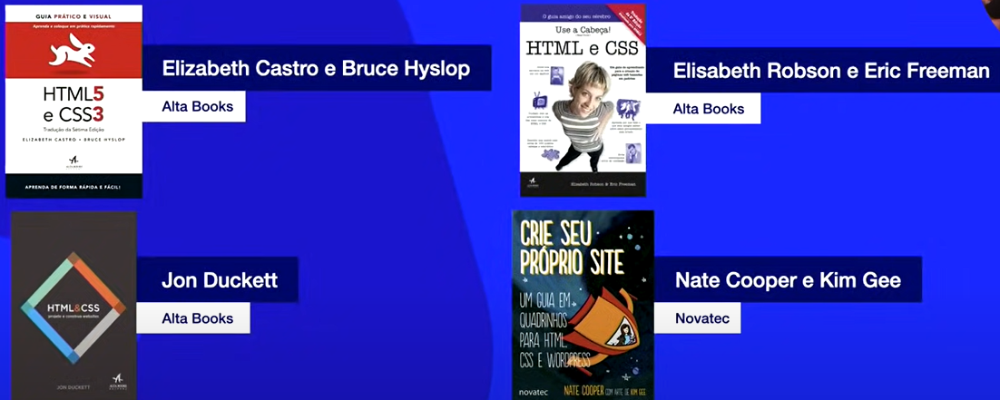 GUIA PRÁTICO E VISUAL
Aprenda e coloque em prática rapidamente
HTML5
e CSS3
Tradução da Sétima Edição
ELIZABETH CASTRO • BRUCE HYSLOP
ALTA BOOKS
APRENDA DE FORMA RÁPIDA E FÁCIL!
Elizabeth Castro e Bruce Hyslop
Alta Books
O guia amigo do seu cérebro
Use a Cabeça!
HTML e CSS
Elisabeth Robson & Eric Freeman
Elisabeth Robson e Eric Freeman
Alta Books
HTML&CSS
projete e construa websites
JON DUCKETT
ALTA BOOKS
Jon Duckett
Alta Books
CRIE SEU
PRÓPRIO SITE
UM GUIA EM
QUADRINHOS
PARA HTML,
CSS E WORDPRESS
novatec
NATE COOPER COM ARTE DE KIM GEE
Nate Cooper e Kim Gee
Novatec